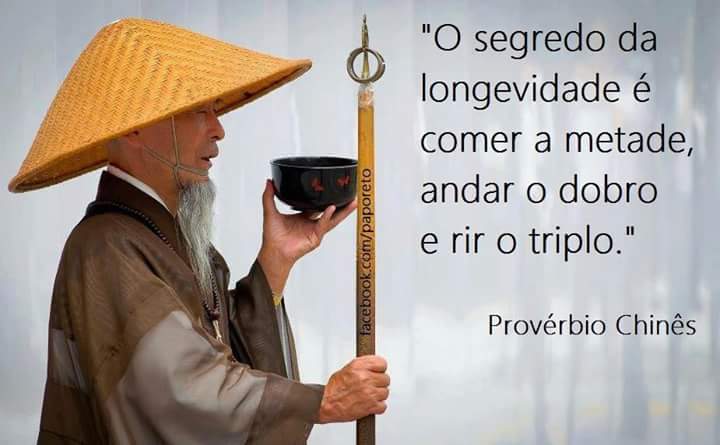 "O segredo da
longevidade é
comer a metade,
andar o dobro
e rir o triplo."
Provérbio Chinês
facebook.com/paporeto